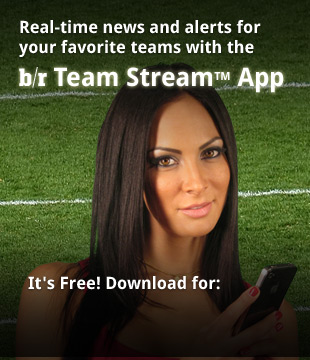 Real-time news and alerts for
your favorite teams with the
b/r Team Stream™ App
It's Free! Download for: